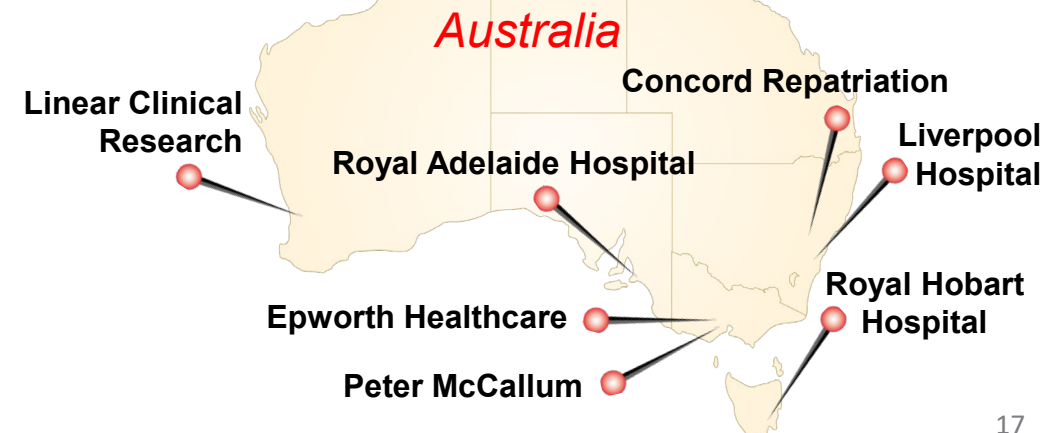 Australia
Concord Repatriation
Linear Clinical
Research
Liverpool
Hospital
Royal Adelaide Hospital
Royal Hobart
Hospital
Epworth Healthcare
Peter McCallum
17